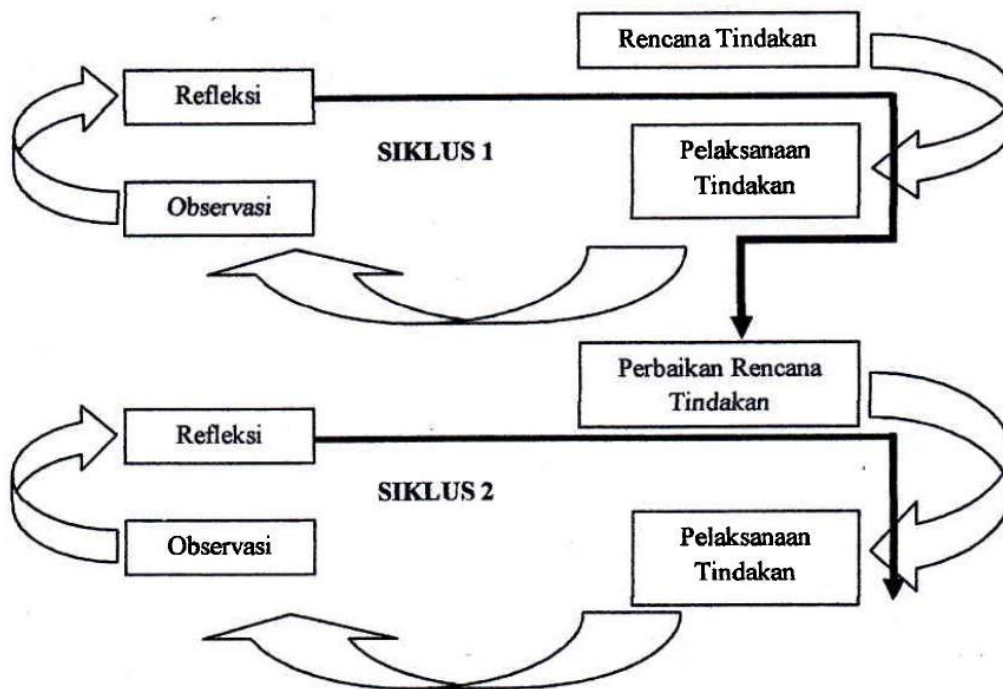 Rencana Tindakan
Refleksi
SIKLUS 1
Pelaksanaan
Tindakan
Observasi
Perbaikan Rencana
Tindakan
Refleksi
SIKLUS 2
Observasi
Pelaksanaan
Tindakan